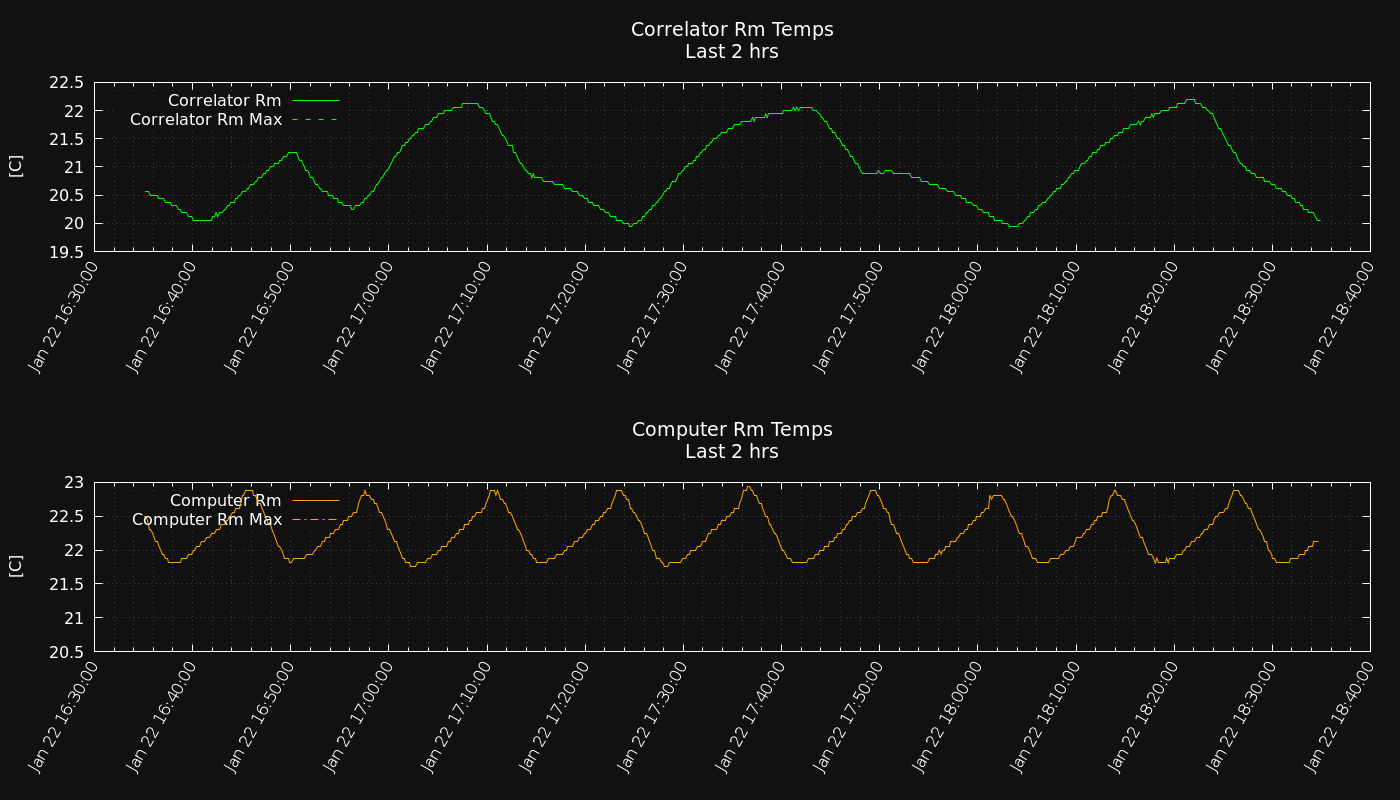 Correlator Rm Temps
Last 2 hrs
22.5
22
21.5
21
20.5
20
19.5
[C]
Correlator Rm
Correlator Rm Max
Jan 22 16:30:00
Jan 22 16:40:00
Jan 22 16:50:00
Jan 22 17:00:00
Jan 22 17:10:00
Jan 22 17:20:00
Jan 22 17:30:00
Jan 22 17:40:00
Jan 22 17:50:00
Jan 22 18:00:00
Jan 22 18:10:00
Jan 22 18:20:00
Jan 22 18:30:00
Jan 22 18:40:00
Computer Rm Temps
Last 2 hrs
23
22.5
22
21.5
21
20.5
[C]
Computer Rm
Computer Rm Max
Jan 22 16:30:00
Jan 22 16:40:00
Jan 22 16:50:00
Jan 22 17:00:00
Jan 22 17:10:00
Jan 22 17:20:00
Jan 22 17:30:00
Jan 22 17:40:00
Jan 22 17:50:00
Jan 22 18:00:00
Jan 22 18:10:00
Jan 22 18:20:00
Jan 22 18:30:00
Jan 22 18:40:00